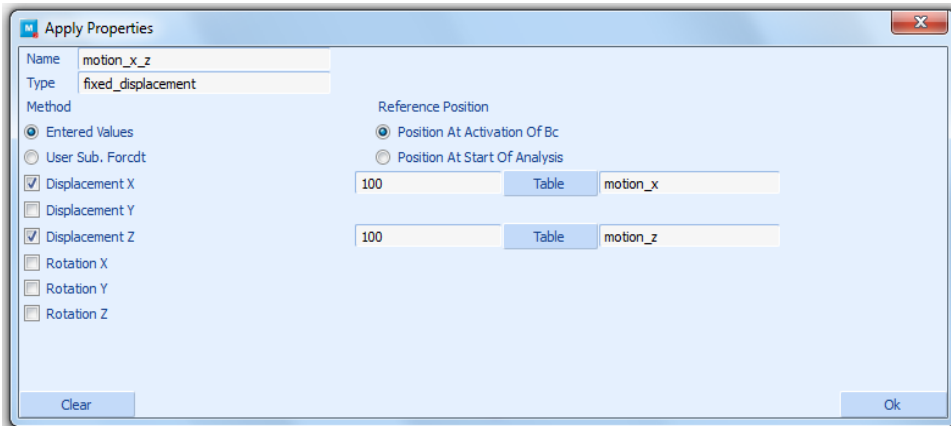 M Apply Properties
Name motion_x_z
Type fixed_displacement
Method Reference Position
Entered Values Position At Activation Of Bc
User Sub. Forcdt Position At Start Of Analysis
Displacement X 100 Table motion_x
Displacement Y
Displacement Z 100 Table motion_z
Rotation X
Rotation Y
Rotation Z
Clear Ok